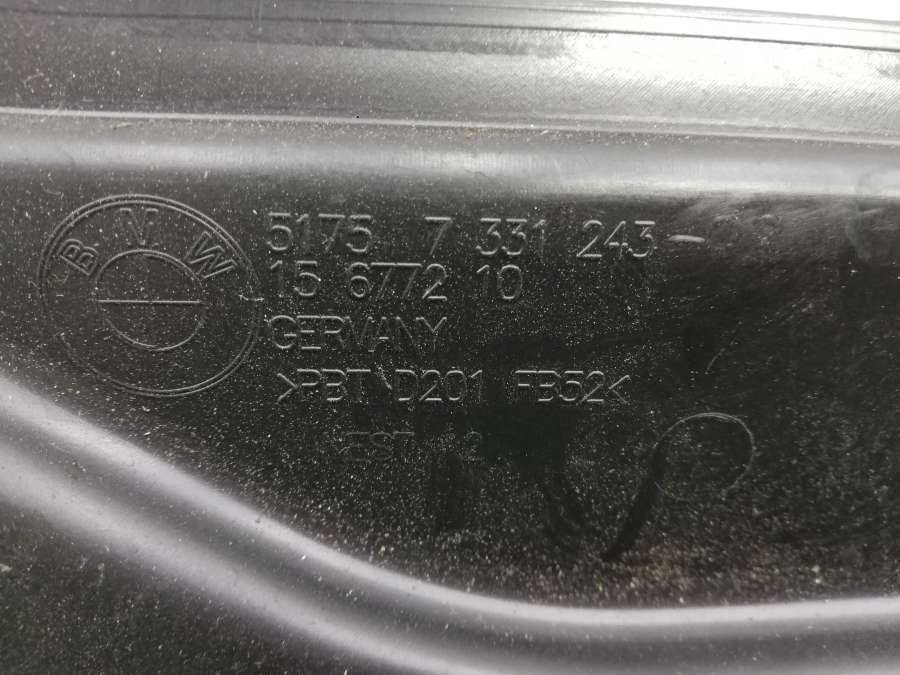 BMW
5175 7 331 243-
15 6772 10
GERMANY
>PBT D201 FB52<